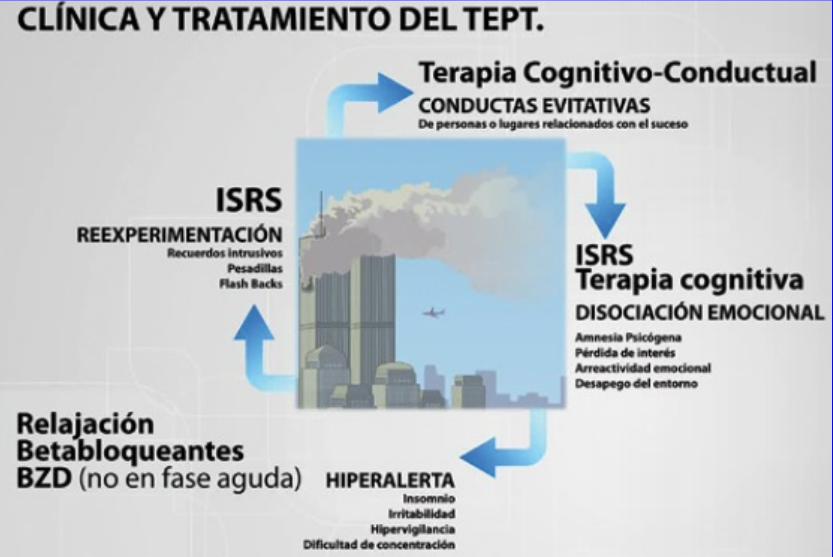 CLÍNICA Y TRATAMIENTO DEL TEPT.
Terapia Cognitivo-Conductual
CONDUCTAS EVITATIVAS
De personas o lugares relacionados con el suceso
ISRS
REEXPERIMENTACIÓN
Recuerdos intrusivos
Pesadillas
Flash Backs
ISRS
Terapia cognitiva
DISOCIACIÓN EMOCIONAL
Amnesia Psicógena
Pérdida de interés
Arreactividad emocional
Desapego del entorno
Relajación
Betabloqueantes
BZD (no en fase aguda)
HIPERALERTA
Insomnio
Irritabilidad
Hipervigilancia
Dificultad de concentración